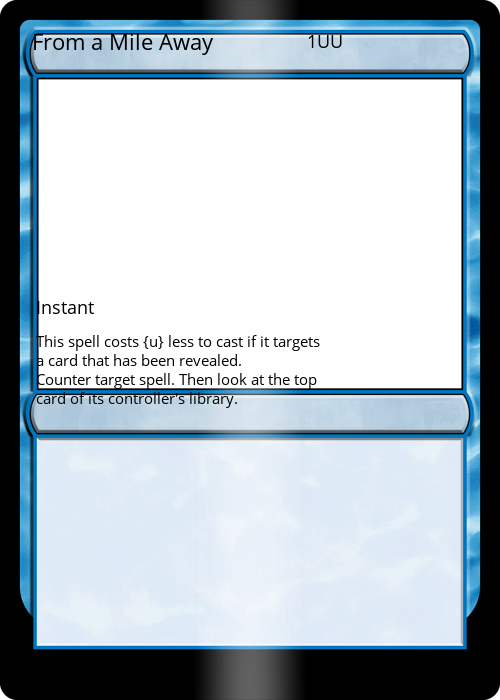 From a Mile Away 1UU
Instant
This spell costs {u} less to cast if it targets
a card that has been revealed.
Counter target spell. Then look at the top
card of its controller's library.